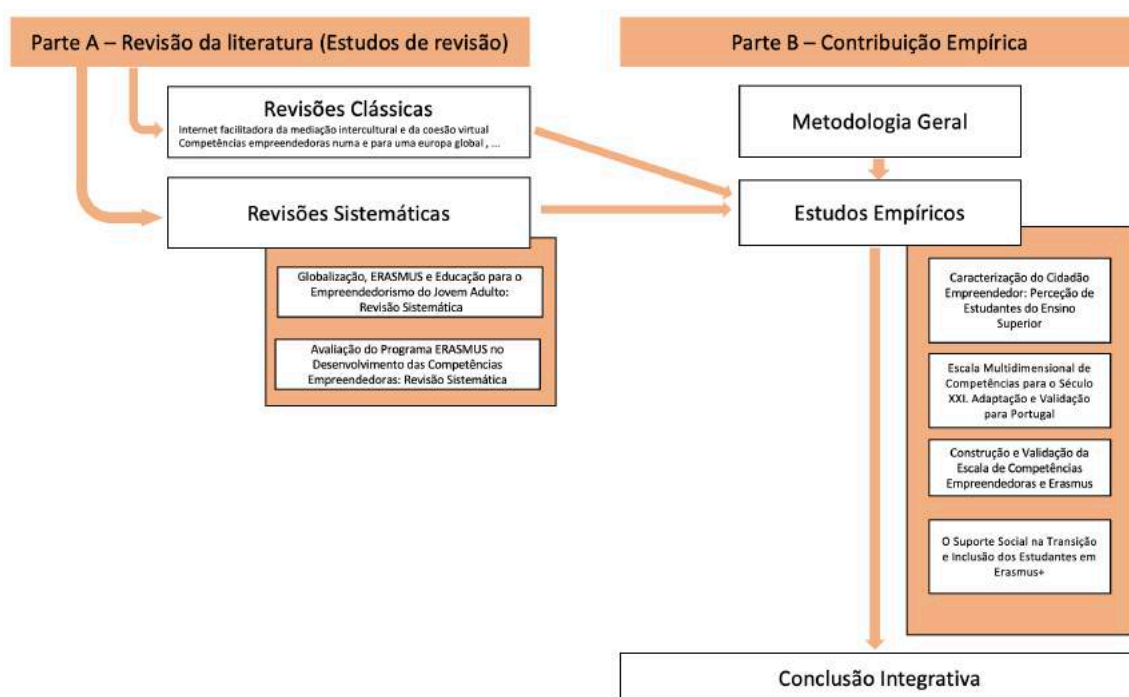 Parte A – Revisão da literatura (Estudos de revisão)
Revisões Clássicas
Internet facilitadora da mediação intercultural e da coesão virtual
Competências empreendedoras numa e para uma europa global , ...
Revisões Sistemáticas
Globalização, ERASMUS e Educação para o
Empreendedorismo do Jovem Adulto:
Revisão Sistemática
Avaliação do Programa ERASMUS no
Desenvolvimento das Competências
Empreendedoras: Revisão Sistemática
Parte B – Contribuição Empírica
Metodologia Geral
Estudos Empíricos
Caracterização do Cidadão
Empreendedor: Perceção de
Estudantes do Ensino
Superior
Escala Multidimensional de
Competências para o Século
XXI. Adaptação e Validação
para Portugal
Construção e Validação da
Escala de Competências
Empreendedoras e Erasmus
O Suporte Social na Transição
e Inclusão dos Estudantes em
Erasmus+
Conclusão Integrativa